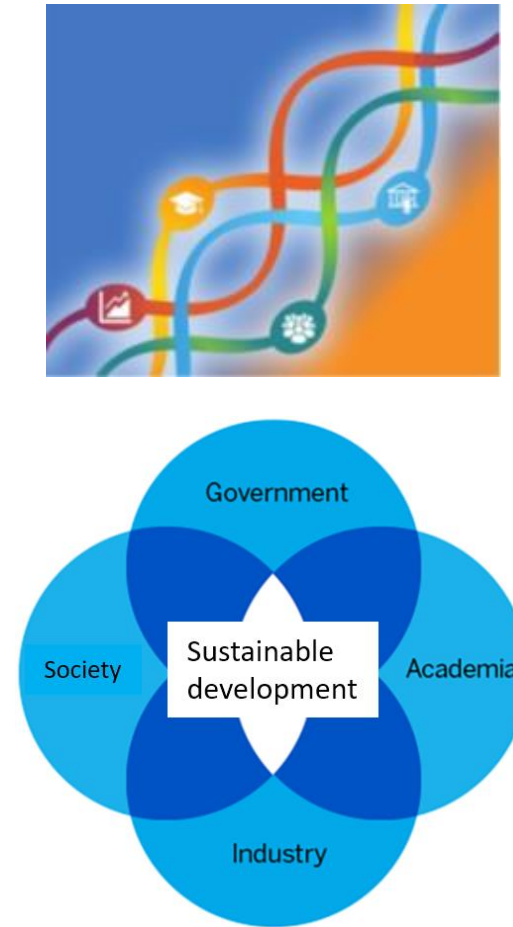 Government
Society
Sustainable
development
Academia
Industry